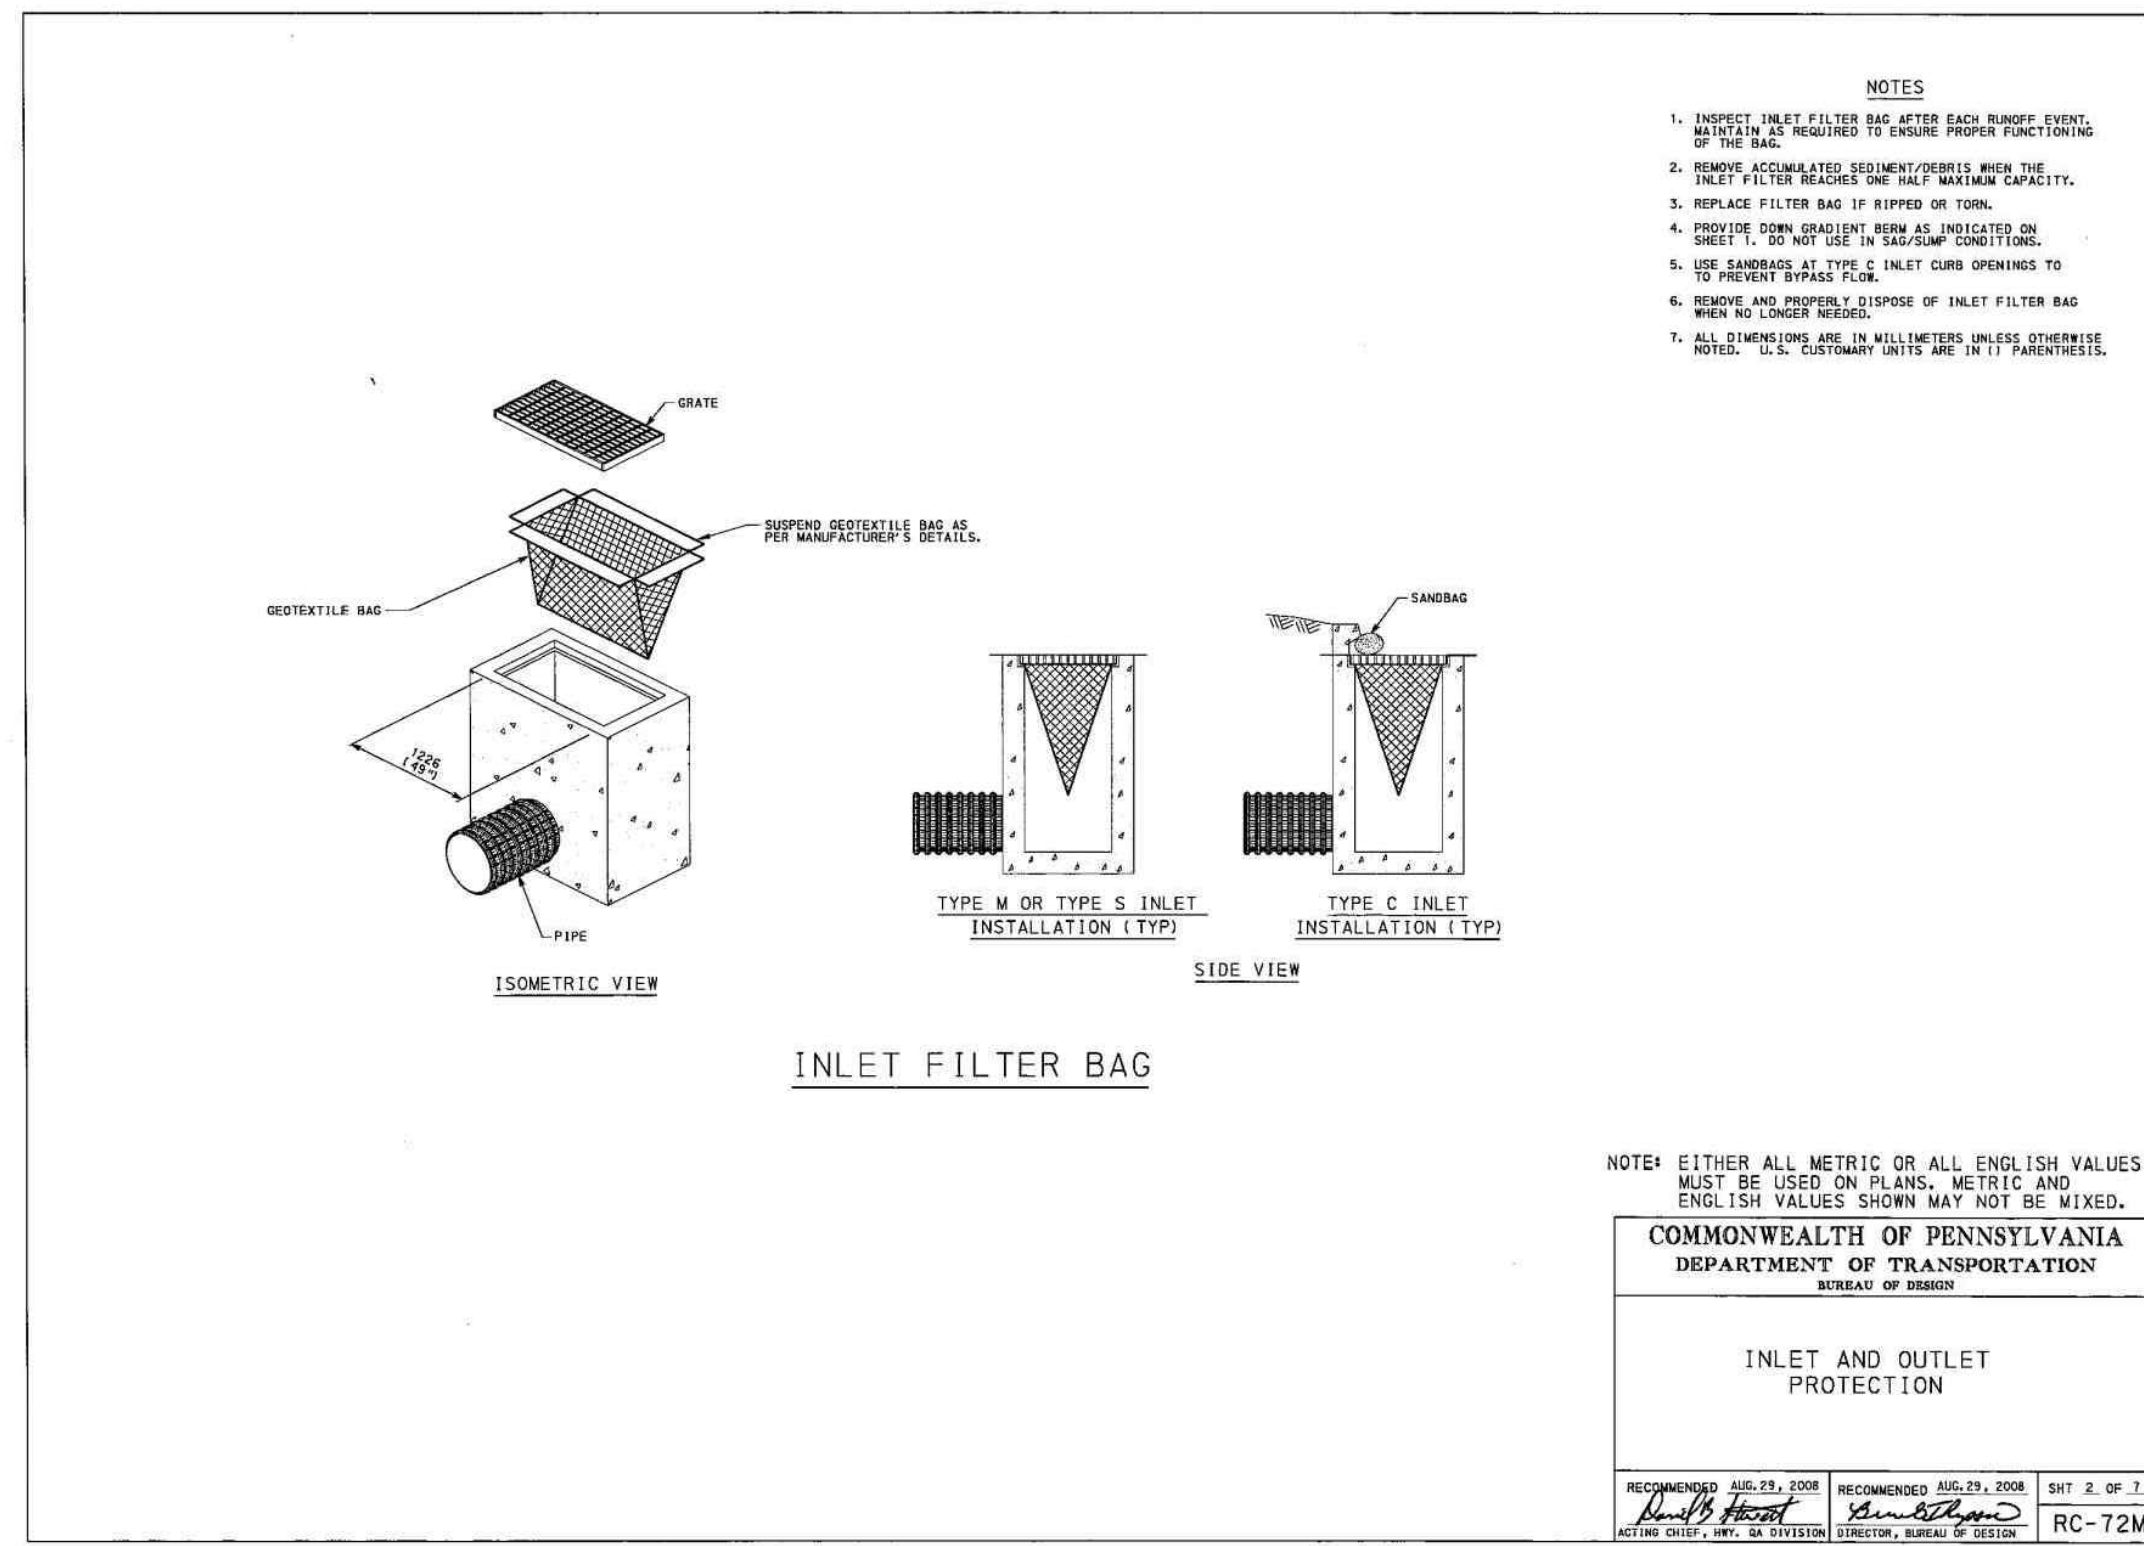 NOTES
1. INSPECT INLET FILTER BAG AFTER EACH RUNOFF EVENT.
MAINTAIN AS REQUIRED TO ENSURE PROPER FUNCTIONING
OF THE BAG.
2. REMOVE ACCUMULATED SEDIMENT/DEBRIS WHEN THE
INLET FILTER REACHES ONE HALF MAXIMUM CAPACITY.
3. REPLACE FILTER BAG IF RIPPED OR TORN.
4. PROVIDE DOWN GRADIENT BERM AS INDICATED ON
SHEET 1. DO NOT USE IN SAG/SUMP CONDITIONS.
5. USE SANDBAGS AT TYPE C INLET CURB OPENINGS TO
TO PREVENT BYPASS FLOW.
6. REMOVE AND PROPERLY DISPOSE OF INLET FILTER BAG
WHEN NO LONGER NEEDED.
7. ALL DIMENSIONS ARE IN MILLIMETERS UNLESS OTHERWISE
NOTED. U.S. CUSTOMARY UNITS ARE IN () PARENTHESIS.
GRATE
SUSPEND GEOTEXTILE BAG AS
PER MANUFACTURER'S DETAILS.
GEOTEXTILE BAG
1226
(49")
PIPE
ISOMETRIC VIEW
SANDBAG
TYPE M OR TYPE S INLET
INSTALLATION (TYP)
TYPE C INLET
INSTALLATION (TYP)
SIDE VIEW
INLET FILTER BAG
NOTE: EITHER ALL METRIC OR ALL ENGLISH VALUES
MUST BE USED ON PLANS. METRIC AND
ENGLISH VALUES SHOWN MAY NOT BE MIXED.
COMMONWEALTH OF PENNSYLVANIA
DEPARTMENT OF TRANSPORTATION
BUREAU OF DESIGN
INLET AND OUTLET
PROTECTION
RECOMMENDED AUG.29, 2008
ACTING CHIEF, HWY. QA DIVISION
RECOMMENDED AUG.29, 2008
DIRECTOR, BUREAU OF DESIGN
SHT 2 OF 7
RC-72M